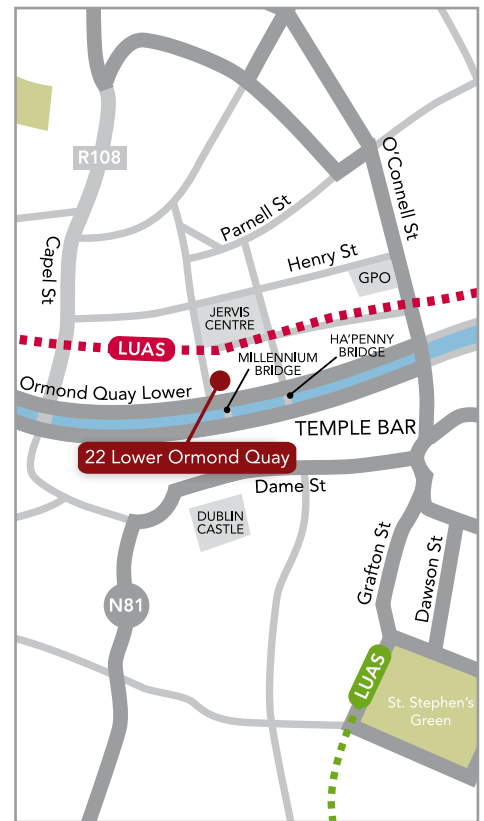 R108
O'Connell St
Parnell St
Capel St
Henry St
GPO
JERVIS
CENTRE
LUAS
HA'PENNY
BRIDGE
MILLENNIUM
BRIDGE
Ormond Quay Lower
TEMPLE BAR
22 Lower Ormond Quay
Dame St
DUBLIN
CASTLE
Grafton St
Dawson St
N81
LUAS
St. Stephen's
Green